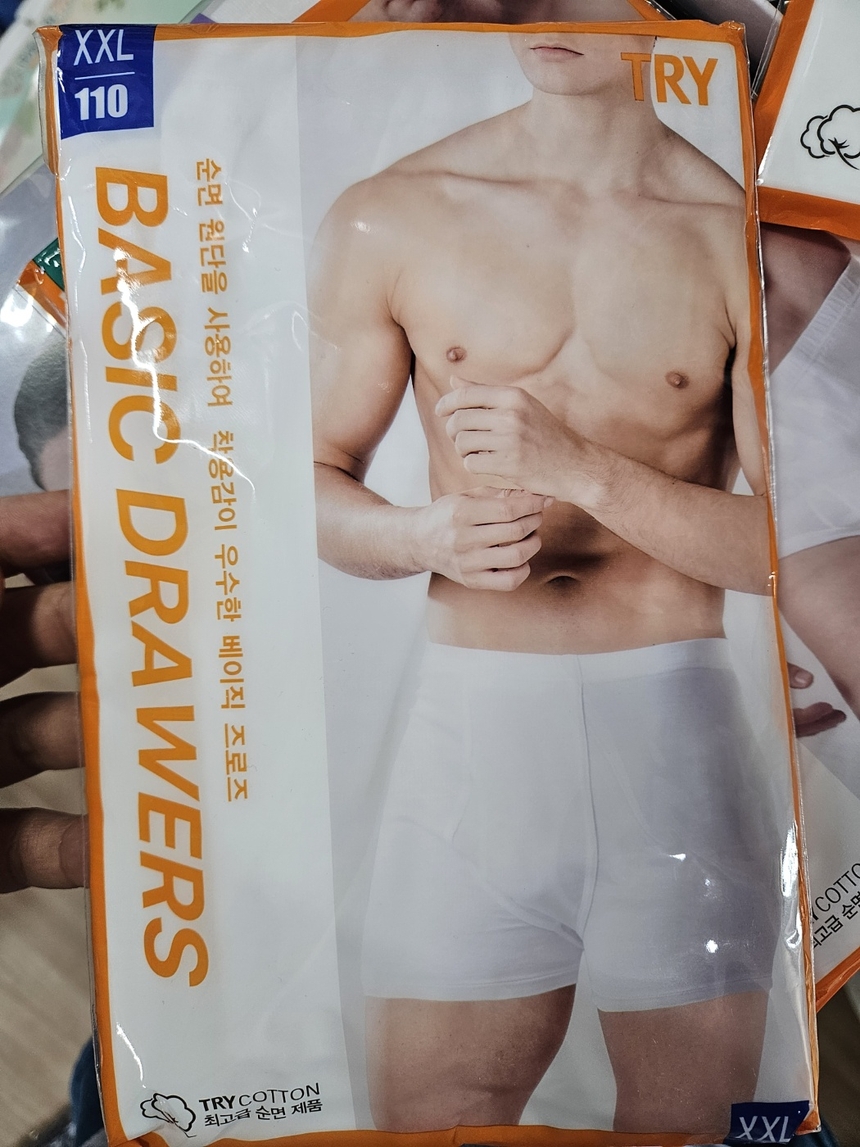 XXL
110
TRY
BASIC DRAWERS
순면 원단을 사용하여 착용감이 우수한 베이직 즈로즈
TRY COTTON
최고급 순면 제품
XXL